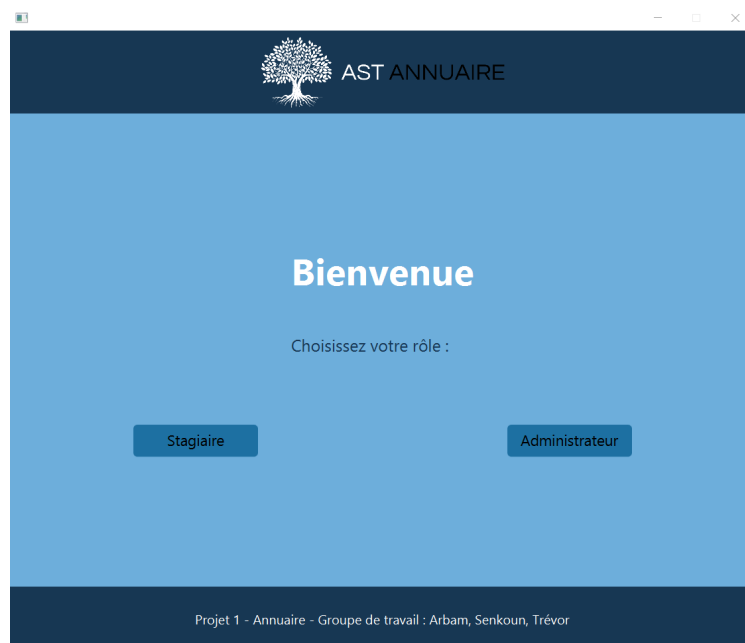 AST ANNUAIRE
Bienvenue
Choisissez votre rôle :
Stagiaire
Administrateur
Projet 1 - Annuaire - Groupe de travail : Arbam, Senkoun, Trévor